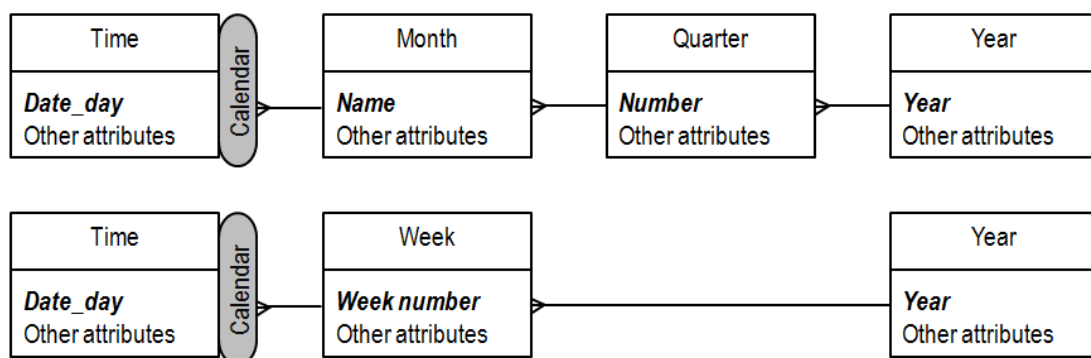 Time
Calendar
Month
Quarter
Year
Date_day
Name
Number
Year
Other attributes
Other attributes
Other attributes
Other attributes
Time
Calendar
Week
Year
Date_day
Week number
Year
Other attributes
Other attributes
Other attributes